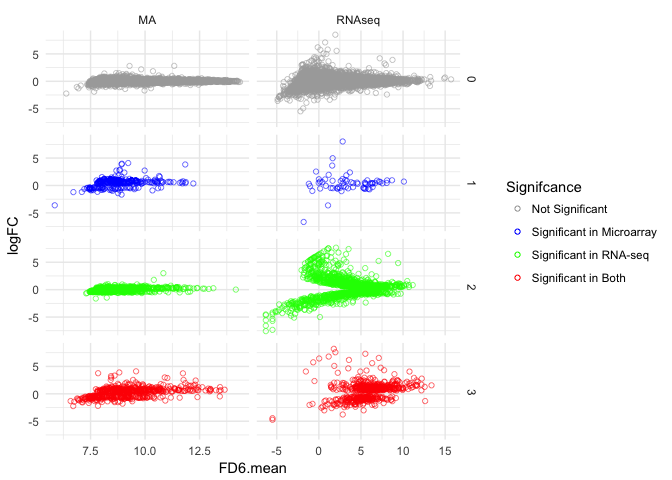 MA RNAseq
5
0
-5
0
5
0
-5
1
logFC
5
0
-5
2
5
0
-5
3
7.5 10.0 12.5 -5 0 5 10 15
FD6.mean
Signifcance
Not Significant
Significant in Microarray
Significant in RNA-seq
Significant in Both